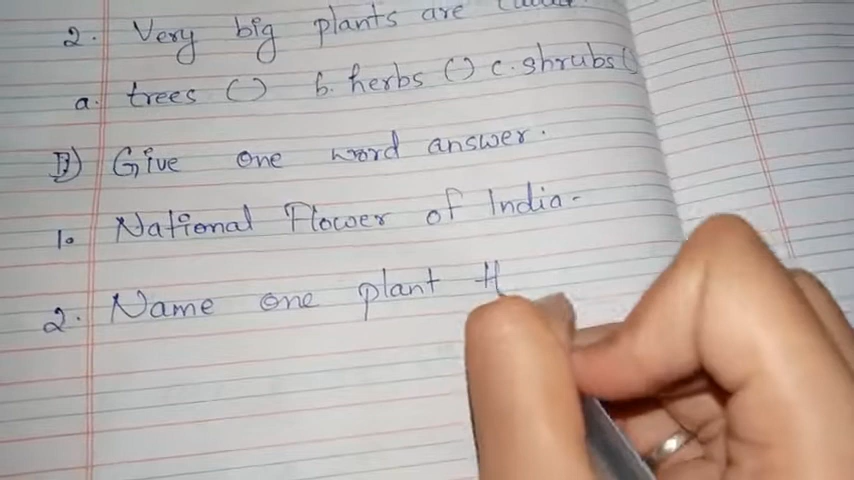 2. Very big plants are
a. trees ( ) b. herbs ( ) c. shrubs (
D) Give one word answer.
1. National Flower of India-
2. Name one plant